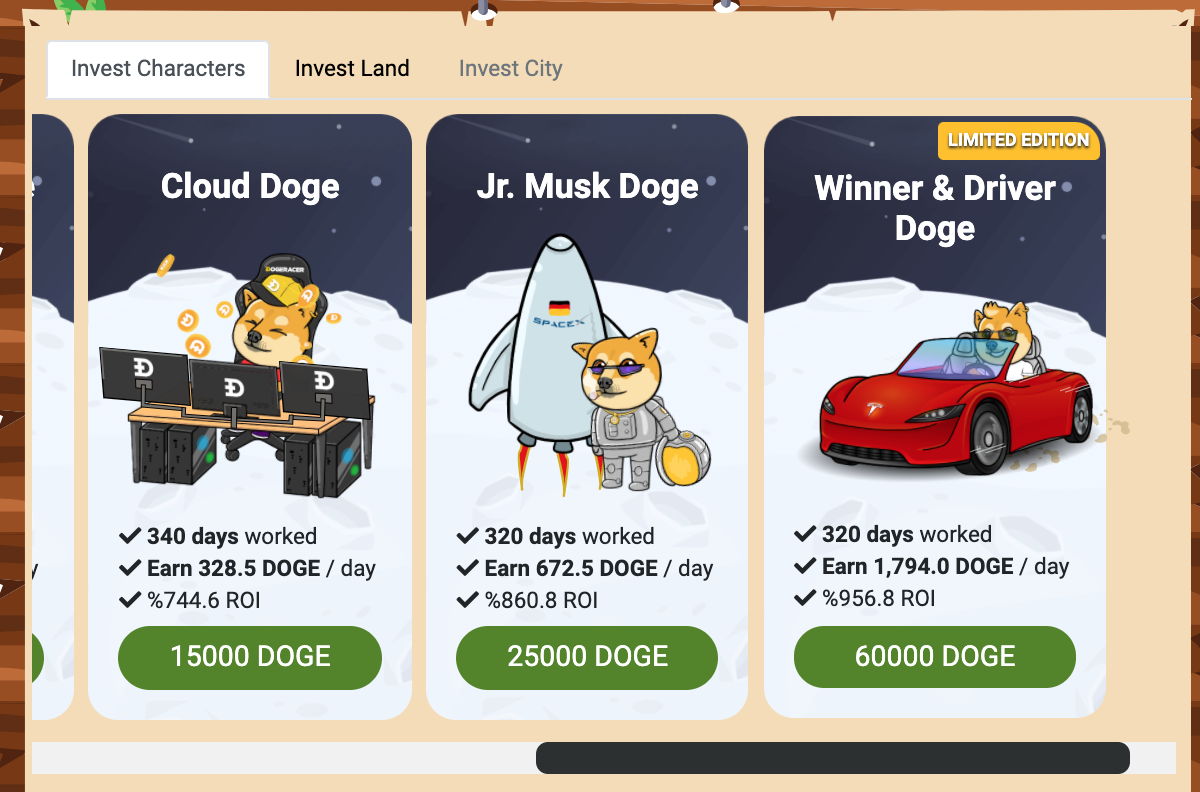 Invest Characters
Invest Land
Invest City
Cloud Doge
DOGERACER
340 days worked
Earn 328.5 DOGE / day
%744.6 ROI
15000 DOGE
Jr. Musk Doge
SPACEX
320 days worked
Earn 672.5 DOGE / day
%860.8 ROI
25000 DOGE
LIMITED EDITION
Winner & Driver
Doge
320 days worked
Earn 1,794.0 DOGE / day
%956.8 ROI
60000 DOGE